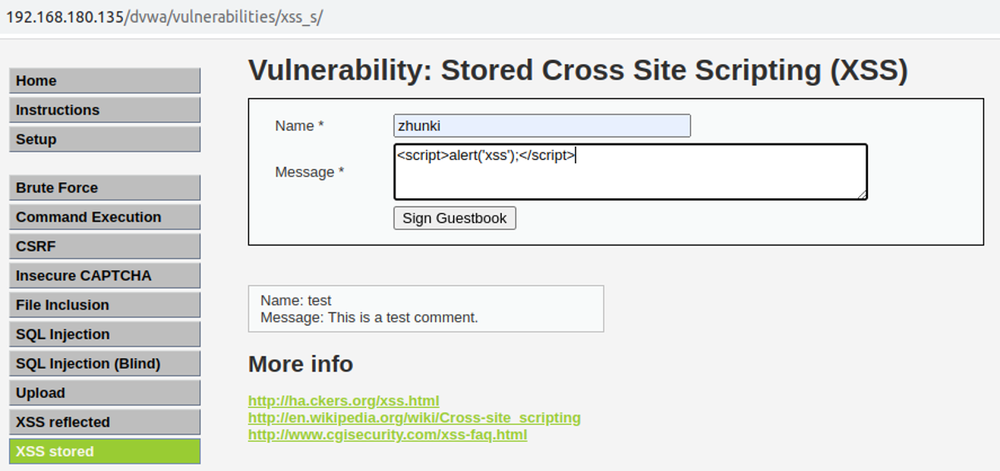 192.168.180.135/dvwa/vulnerabilities/xss_s/
Home
Instructions
Setup
Brute Force
Command Execution
CSRF
Insecure CAPTCHA
File Inclusion
SQL Injection
SQL Injection (Blind)
Upload
XSS reflected
XSS stored
Vulnerability: Stored Cross Site Scripting (XSS)
Name * zhunki
Message * <script>alert('xss');</script>
Sign Guestbook
Name: test
Message: This is a test comment.
More info
http://ha.ckers.org/xss.html
http://en.wikipedia.org/wiki/Cross-site_scripting
http://www.cgisecurity.com/xss-faq.html